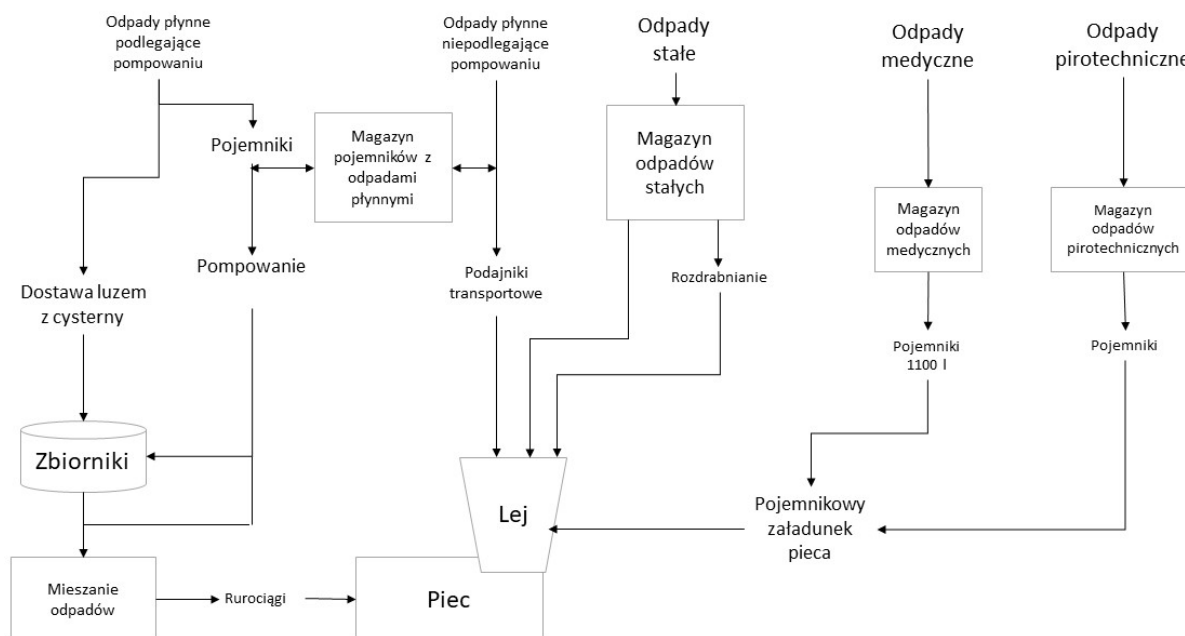 Odpady płynne
podlegające
pompowaniu
Odpady płynne
niepodlegające
pompowaniu
Odpady
stałe
Odpady
medyczne
Odpady
pirotechniczne
Pojemniki
Magazyn
pojemników z
odpadami
płynnymi
Magazyn
odpadów
stałych
Magazyn
odpadów
medycznych
Magazyn
odpadów
pirotechnicznych
Pompowanie
Podajniki
transportowe
Rozdrabnianie
Dostawa luzem
z cysterny
Pojemniki
1100 l
Pojemniki
Zbiorniki
Lej
Pojemnikowy
załadunek
pieca
Mieszanie
odpadów
Rurociągi
Piec